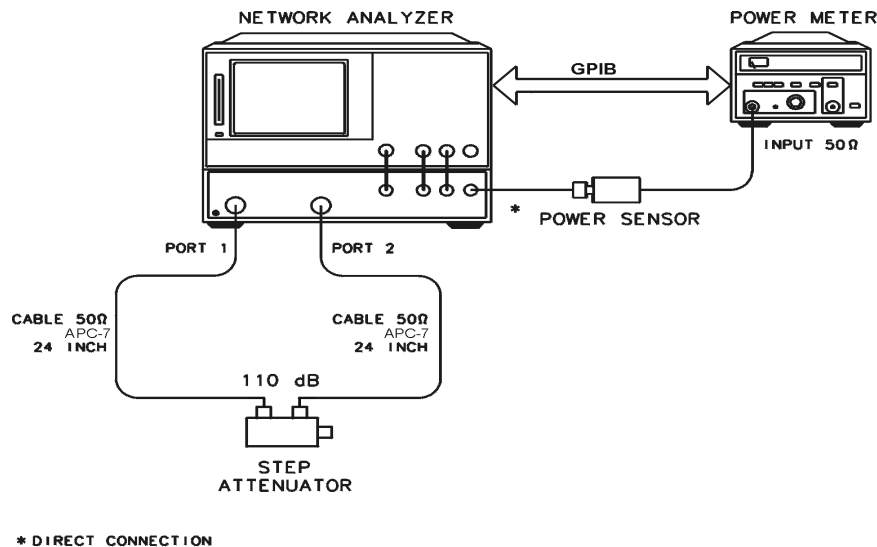 NETWORK ANALYZER
POWER METER
GPIB
INPUT 50Ω
*
POWER SENSOR
PORT 1
PORT 2
CABLE 50Ω
APC-7
24 INCH
CABLE 50Ω
APC-7
24 INCH
110 dB
STEP
ATTENUATOR
* DIRECT CONNECTION